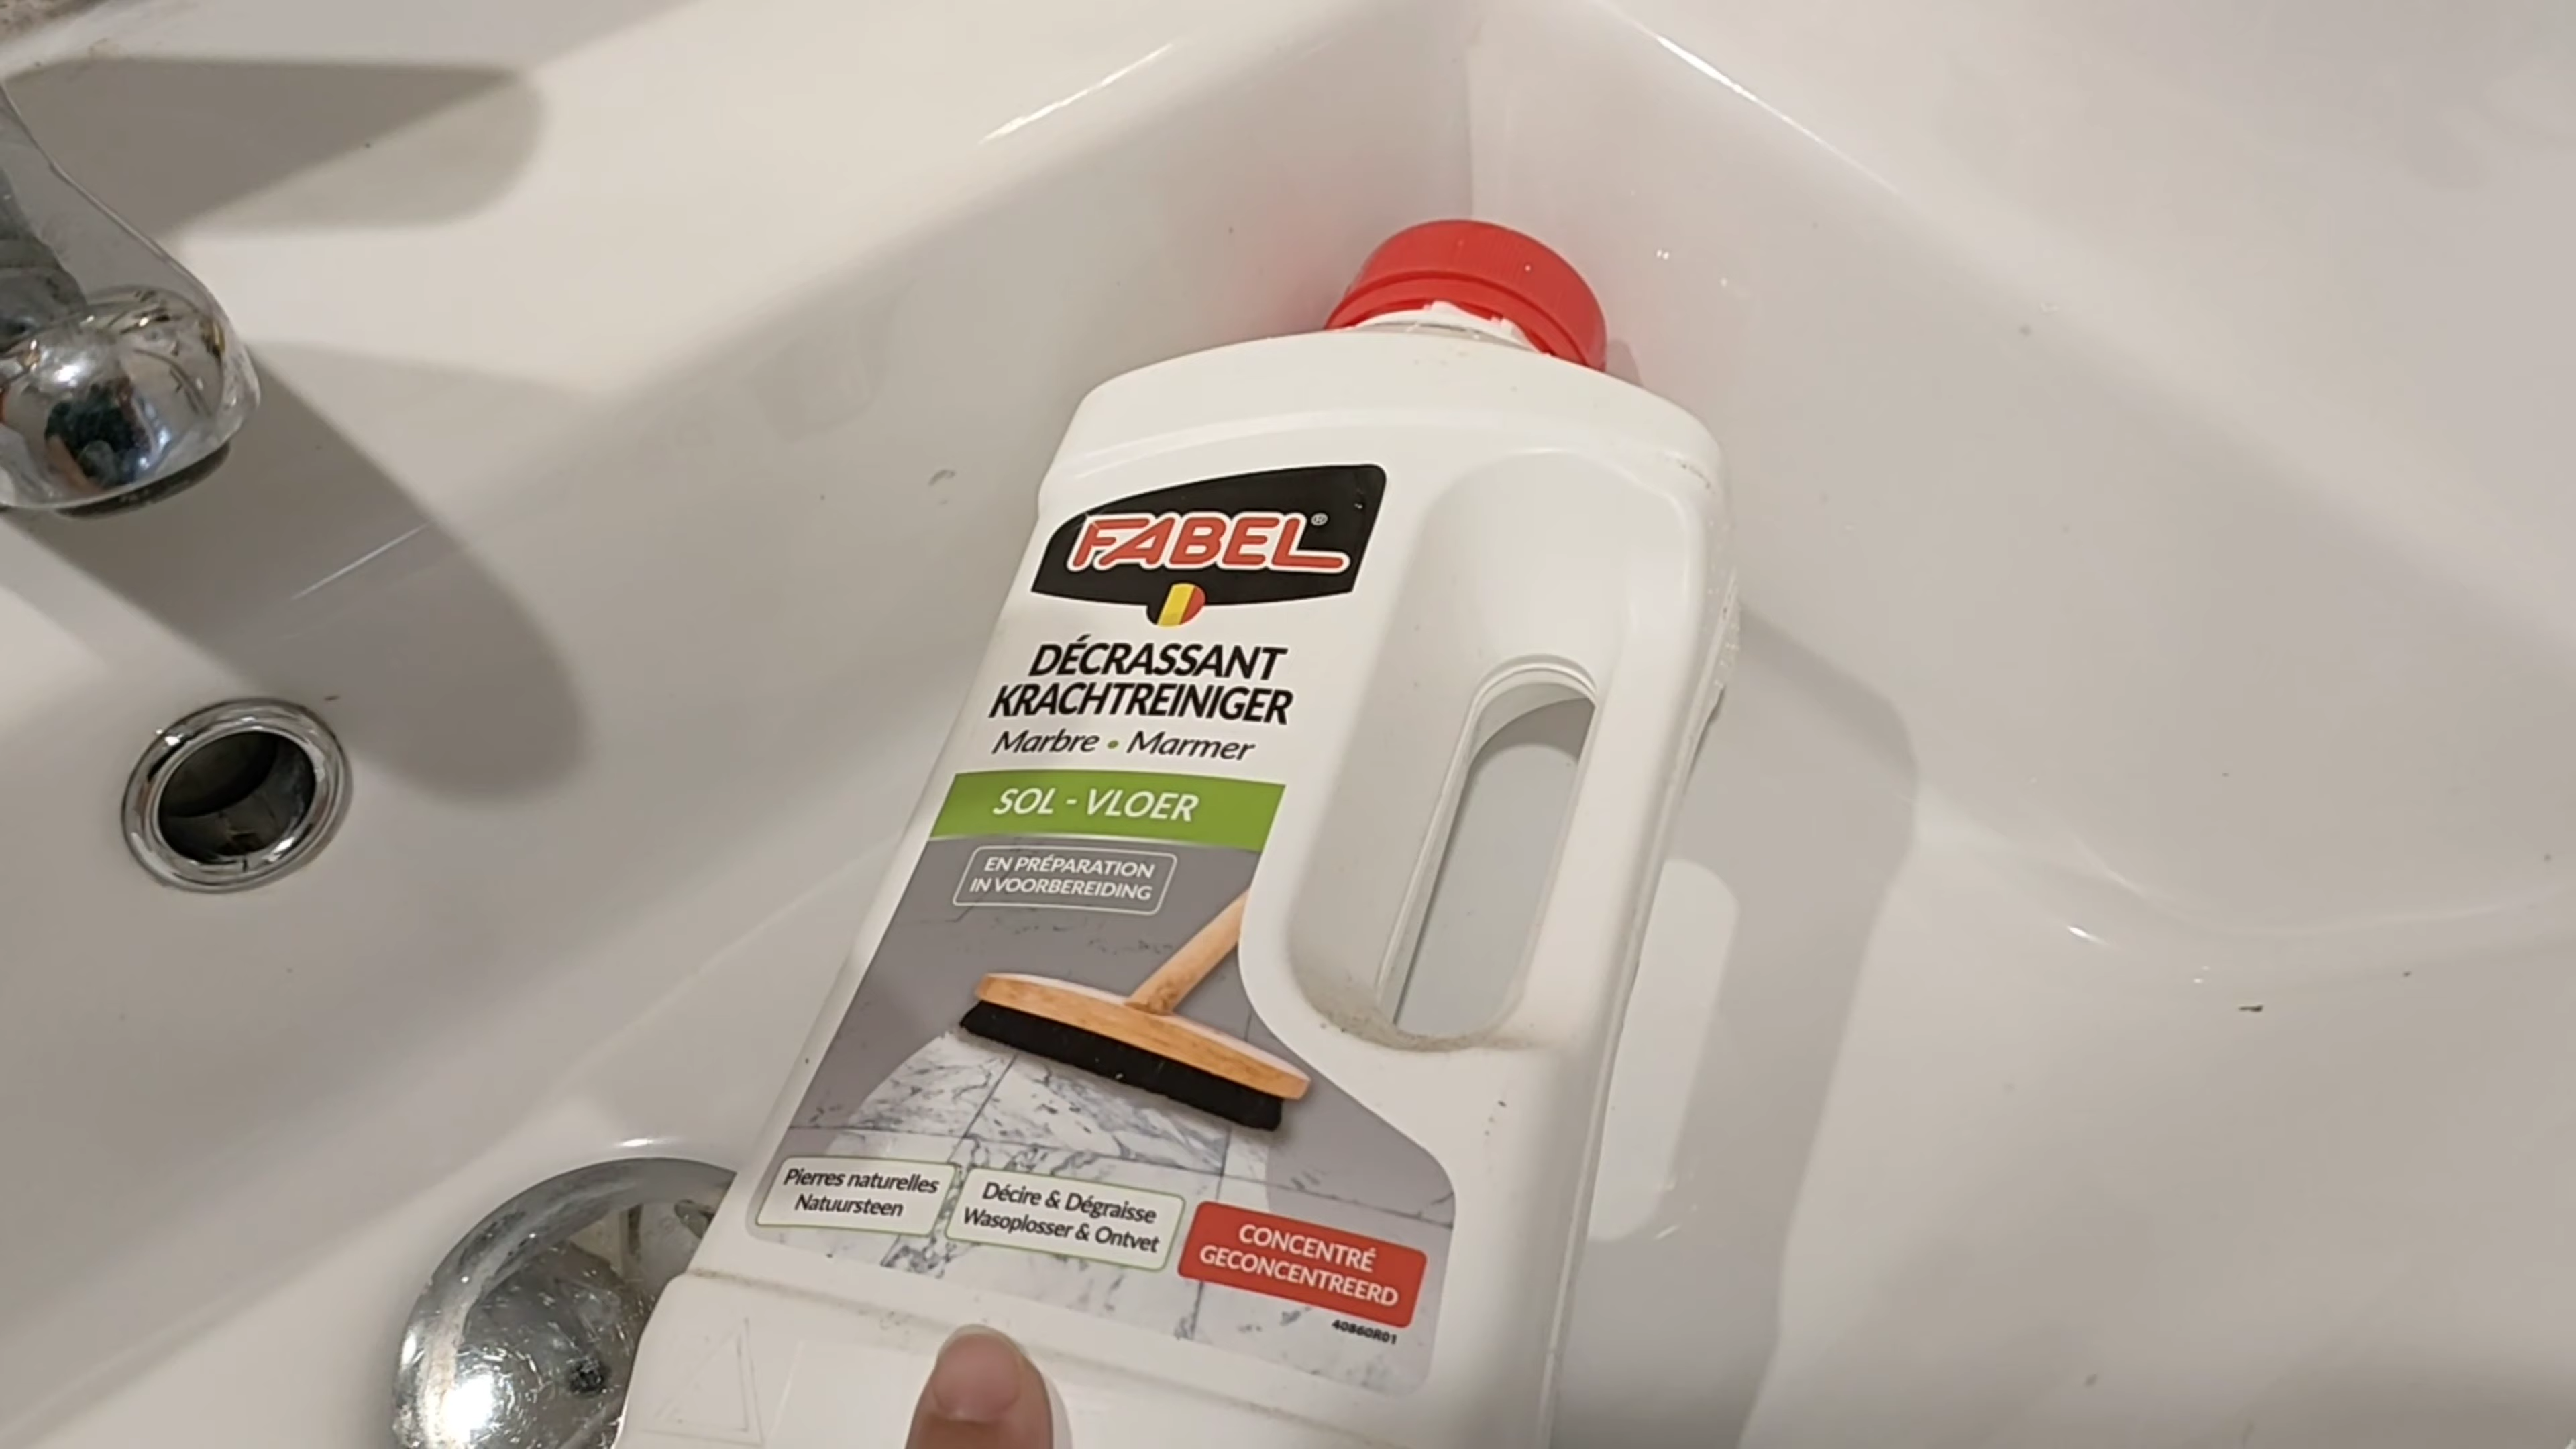 FABEL®
DÉCRASSANT
KRACHTREINIGER
Marbre • Marmer
SOL - VLOER
EN PRÉPARATION
IN VOORBEREIDING
Pierres naturelles
Natuursteen
Décire & Dégraisse
Wasoplosser & Ontvet
CONCENTRÉ
GECONCENTREERD
40860R01